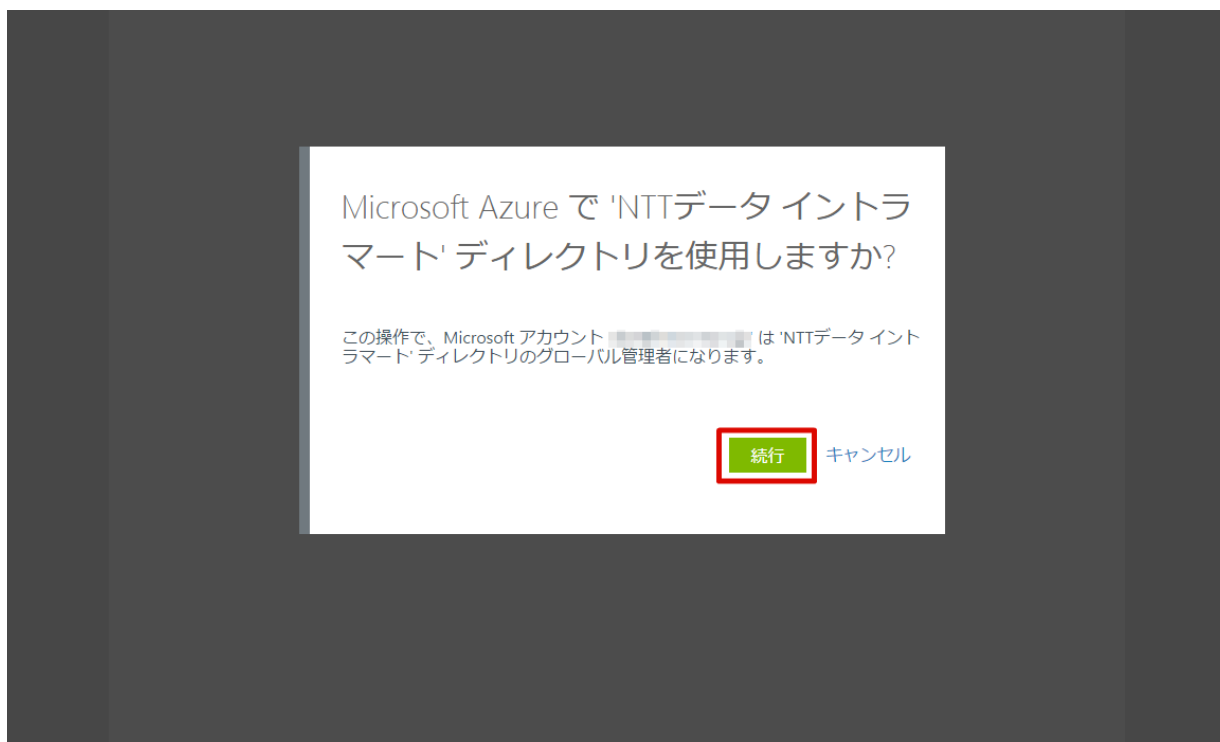 Microsoft Azure で 'NTTデータ イントラ
マート' ディレクトリを使用しますか?
この操作で、Microsoft アカウント は 'NTTデータ イント
ラマート' ディレクトリのグローバル管理者になります。
続行 キャンセル